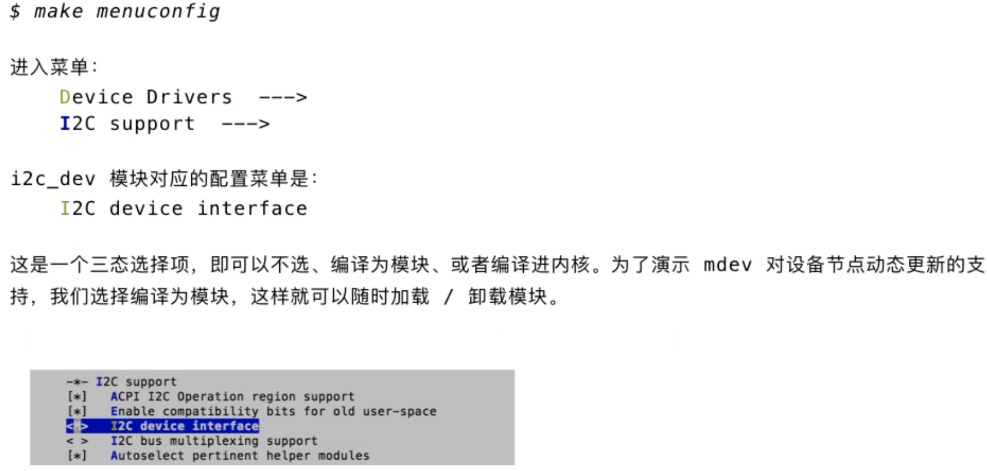 $ make menuconfig
进入菜单：
Device Drivers --->
I2C support --->
i2c_dev 模块对应的配置菜单是：
I2C device interface
这是一个三态选择项，即可以不选、编译为模块、或者编译进内核。为了演示 mdev 对设备节点动态更新的支
持，我们选择编译为模块，这样就可以随时加载 / 卸载模块。
-*- I2C support
[*] ACPI I2C Operation region support
[*] Enable compatibility bits for old user-space
<*> I2C device interface
< > I2C bus multiplexing support
[*] Autoselect pertinent helper modules